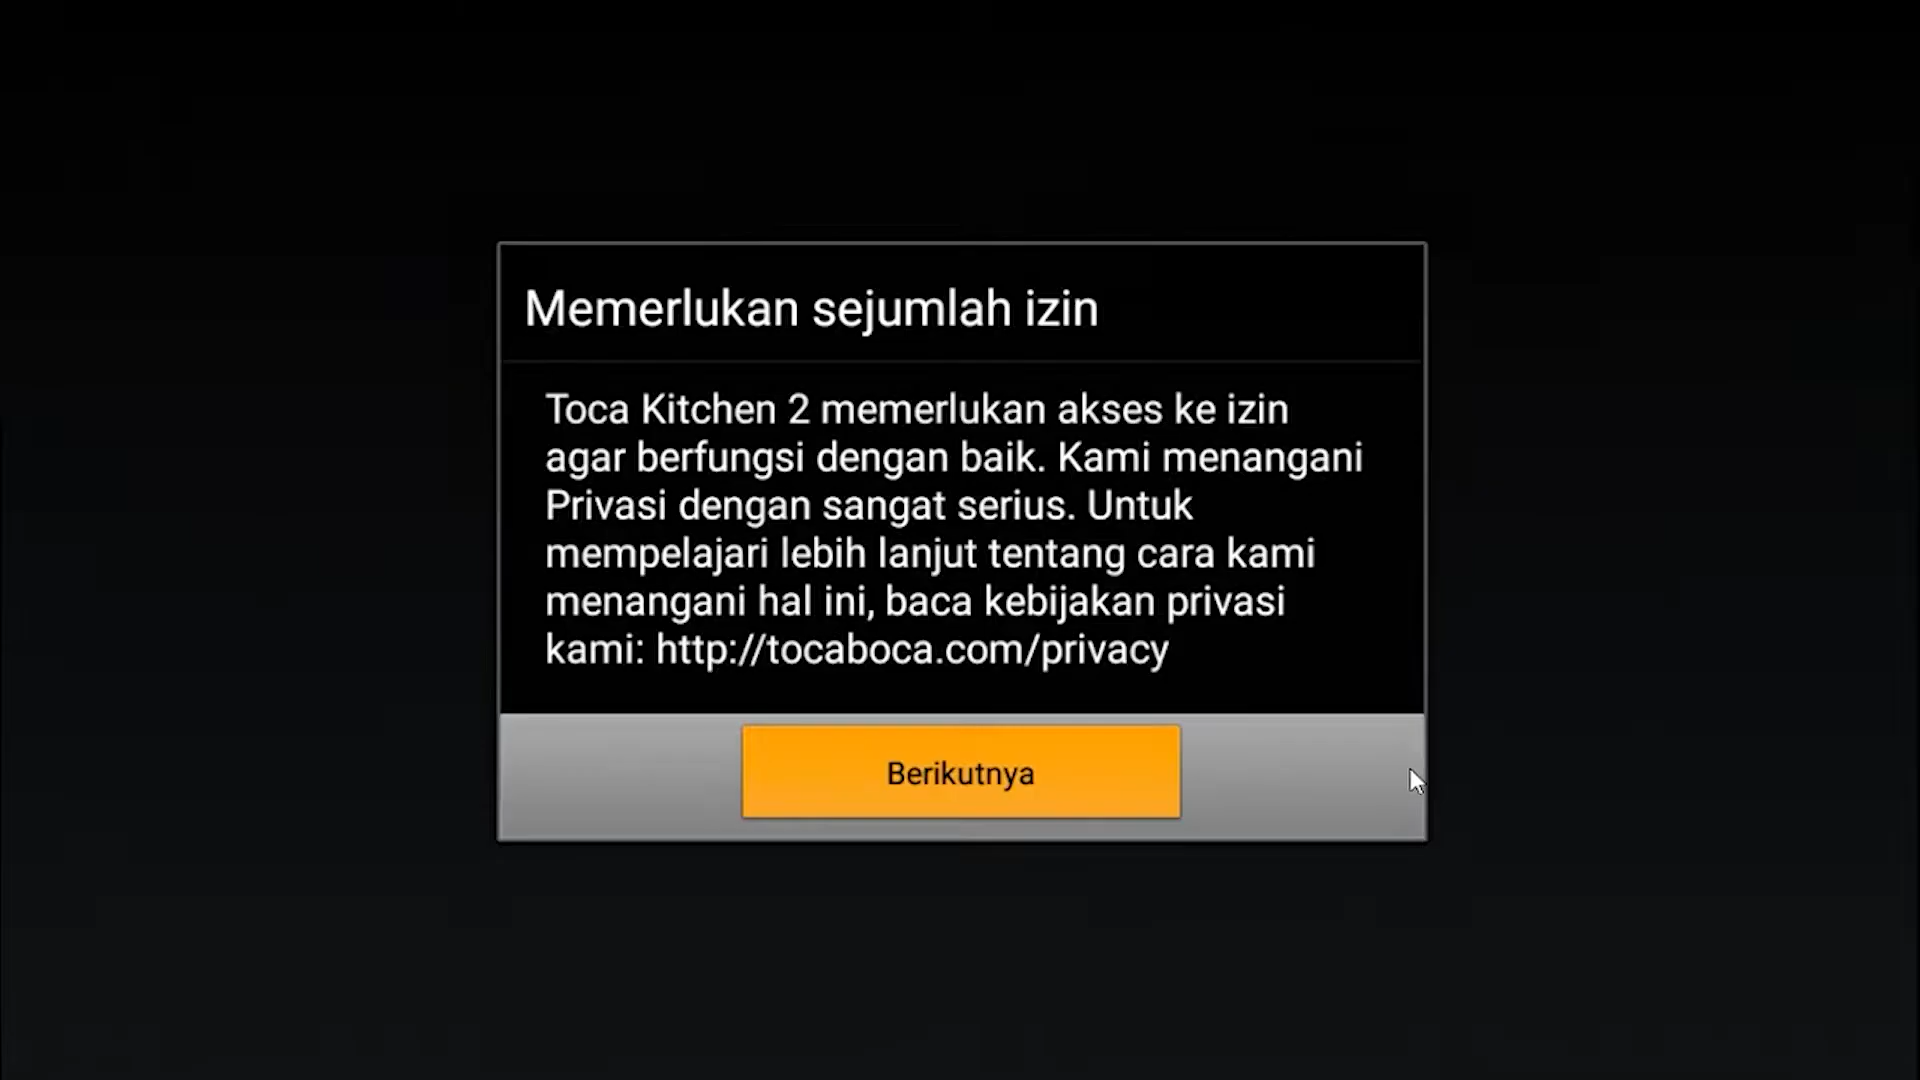 Memerlukan sejumlah izin
Toca Kitchen 2 memerlukan akses ke izin
agar berfungsi dengan baik. Kami menangani
Privasi dengan sangat serius. Untuk
mempelajari lebih lanjut tentang cara kami
menangani hal ini, baca kebijakan privasi
kami: http://tocaboca.com/privacy
Berikutnya